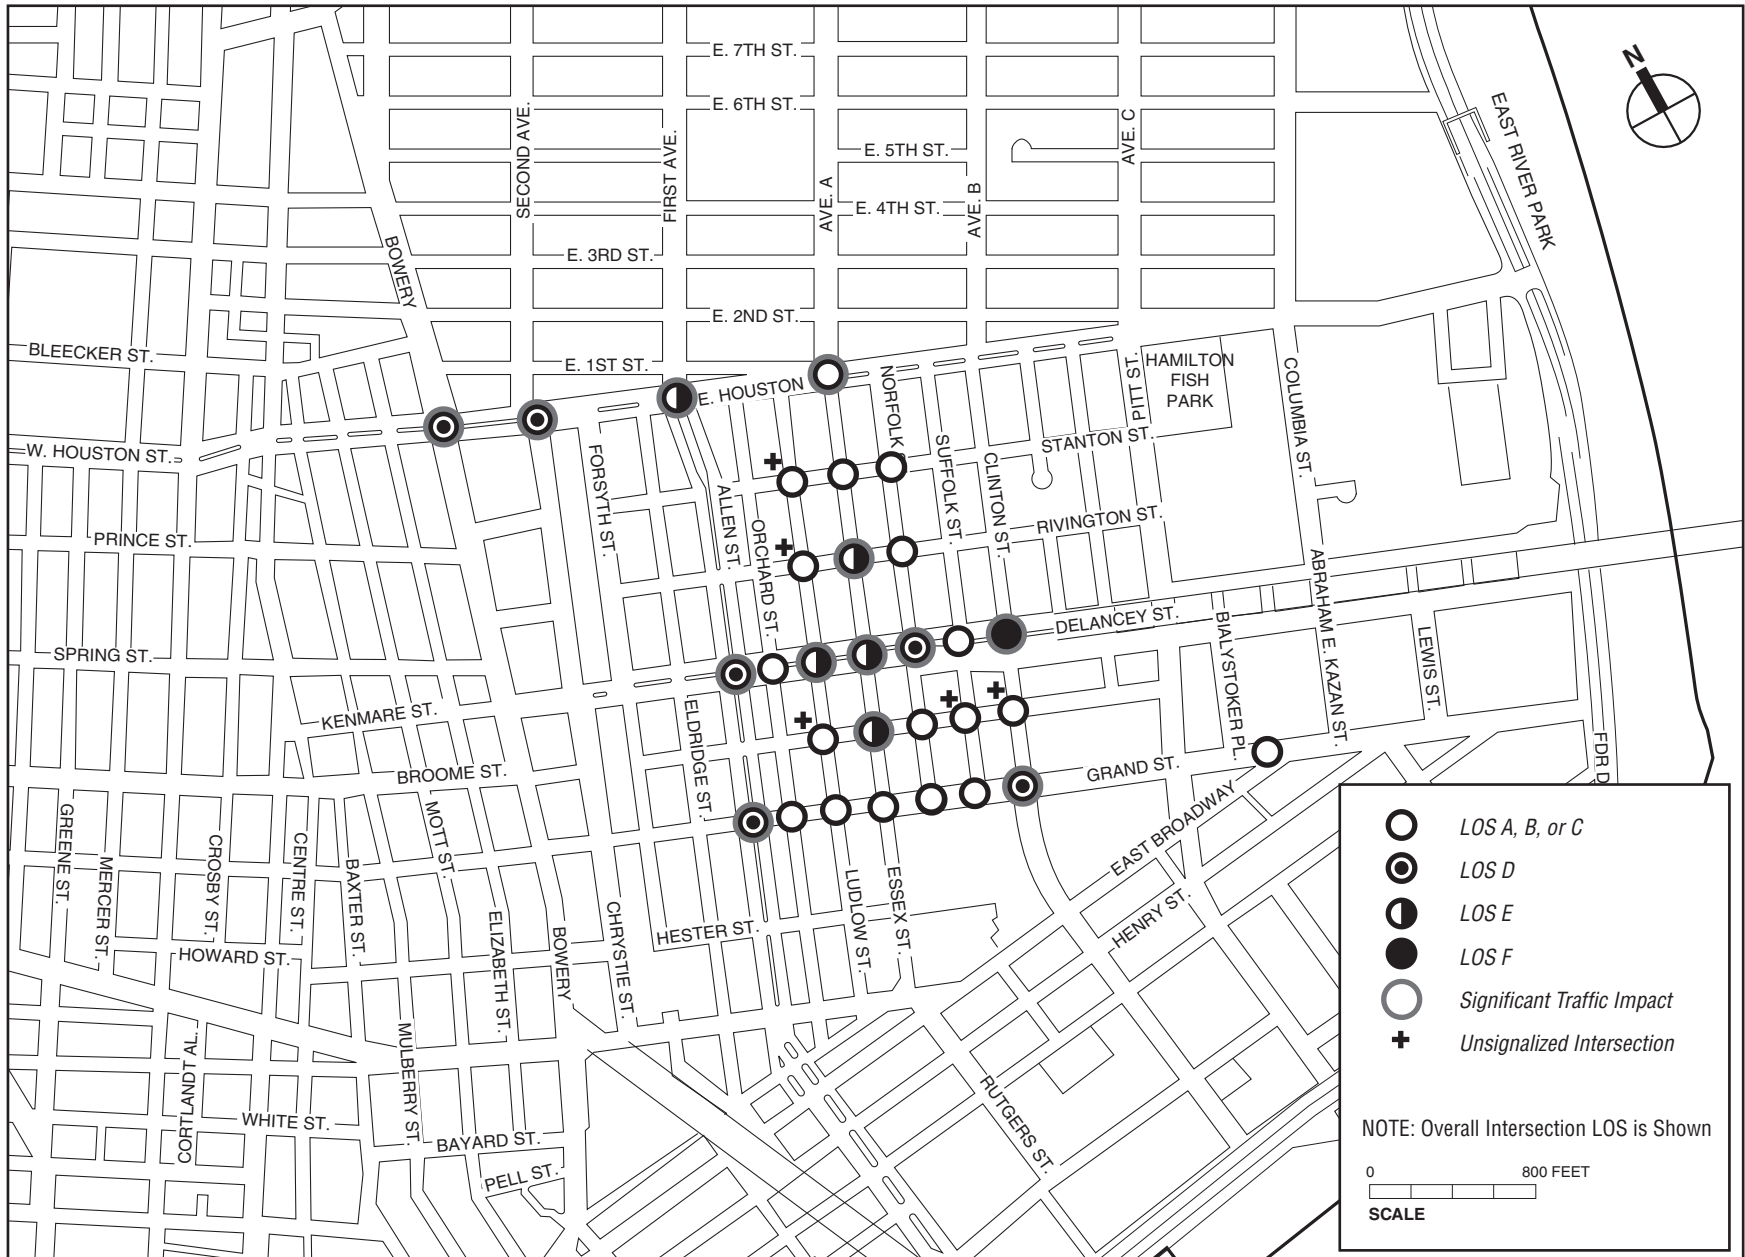 E. 7TH ST.
E. 6TH ST.
E. 5TH ST.
E. 4TH ST.
E. 3RD ST.
E. 2ND ST.
E. 1ST ST.
SECOND AVE.
FIRST AVE.
AVE. A
AVE. B
AVE. C
N
EAST RIVER PARK
BOWERY
BLEECKER ST.
E. HOUSTON
NORFOLK
PITT ST.
HAMILTON
FISH
PARK
COLUMBIA ST.
W. HOUSTON ST.
STANTON ST.
FORSYTH ST.
ALLEN ST.
ORCHARD ST.
SUFFOLK ST.
CLINTON ST.
RIVINGTON ST.
PRINCE ST.
ABRAHAM E. KAZAN ST.
DELANCEY ST.
BIALYSTOKER PL.
LEWIS ST.
SPRING ST.
KENMARE ST.
ELDRIDGE ST.
BROOME ST.
GRAND ST.
FDR D
EAST BROADWAY
HENRY ST.
GREENE ST.
MERCER ST.
CROSBY ST.
CENTRE ST.
BAXTER ST.
MOTT ST.
ELIZABETH ST.
BOWERY
CHRYSTIE ST.
HESTER ST.
LUDLOW ST.
ESSEX ST.
HOWARD ST.
CORTLANDT AL.
MULBERRY ST.
WHITE ST.
BAYARD ST.
PELL ST.
RUTGERS ST.
LOS A, B, or C
LOS D
LOS E
LOS F
Significant Traffic Impact
Unsignalized Intersection
NOTE: Overall Intersection LOS is Shown
0 800 FEET
SCALE